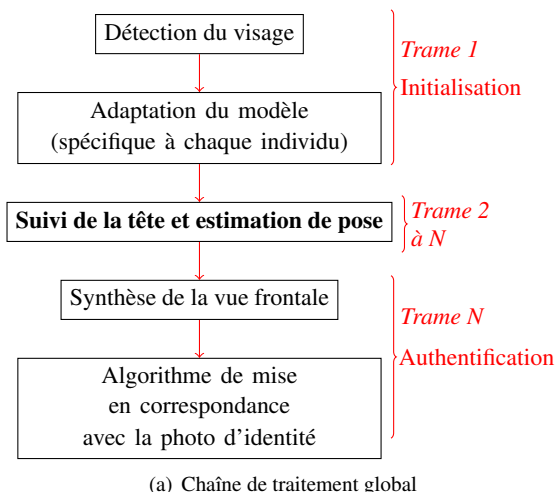 Détection du visage
Trame 1
Initialisation
Adaptation du modèle
(spécifique à chaque individu)
Suivi de la tête et estimation de pose
Trame 2
à N
Synthèse de la vue frontale
Trame N
Authentification
Algorithme de mise
en correspondance
avec la photo d'identité
(a) Chaîne de traitement global